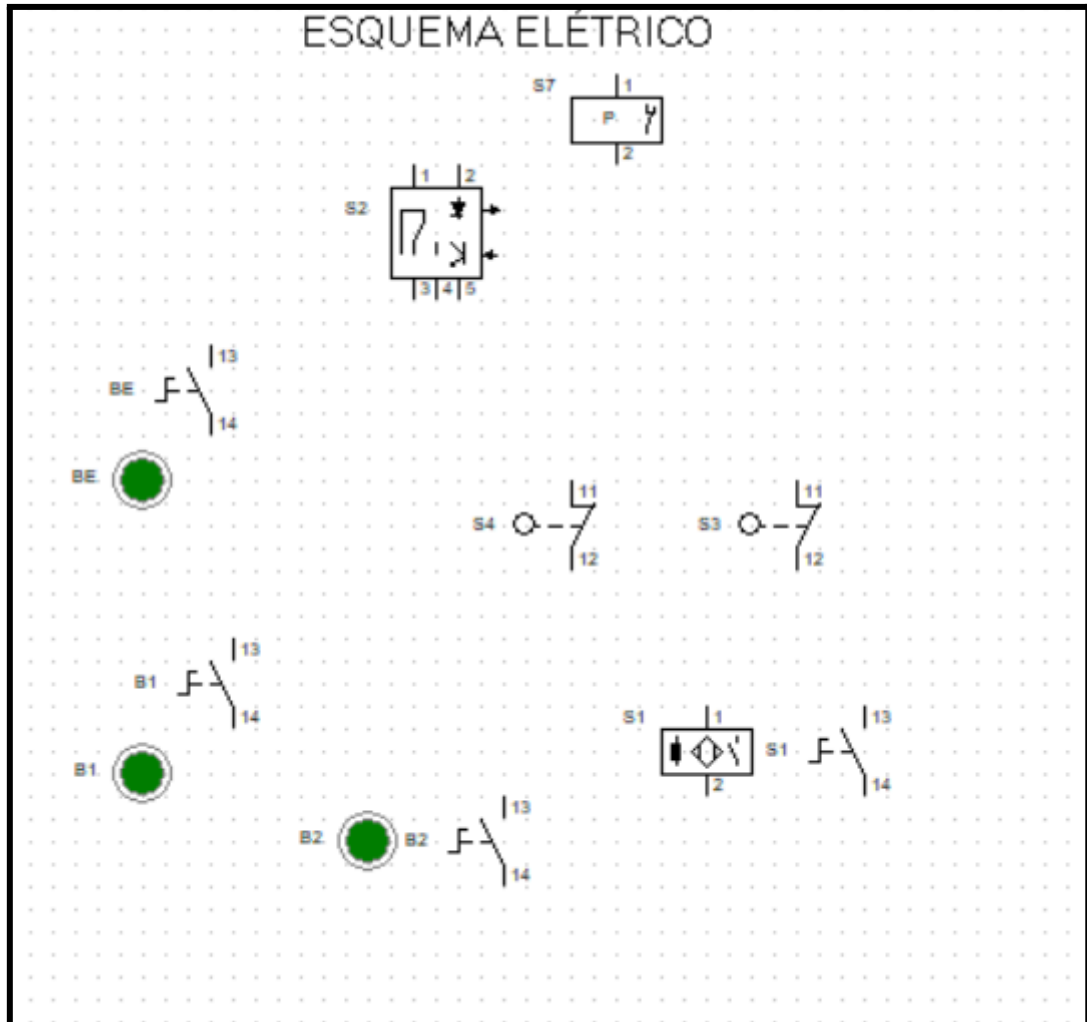 ESQUEMA ELÉTRICO
S7 1
P
2
1 2
S2
3 4 5
13
BE
14
BE
11 11
S4 S3
12 12
13
B1
14
S1 1 13
S1
B1 2 14
13
B2 B2
14